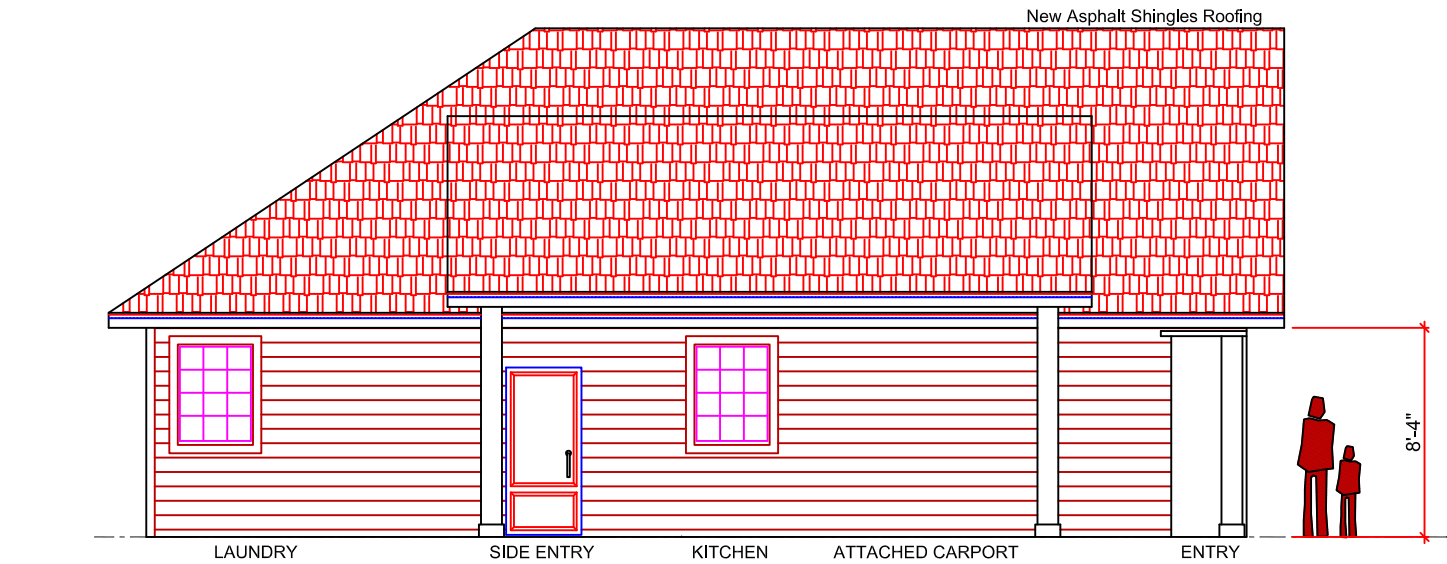 New Asphalt Shingles Roofing
8'-4"
LAUNDRY
SIDE ENTRY
KITCHEN
ATTACHED CARPORT
ENTRY